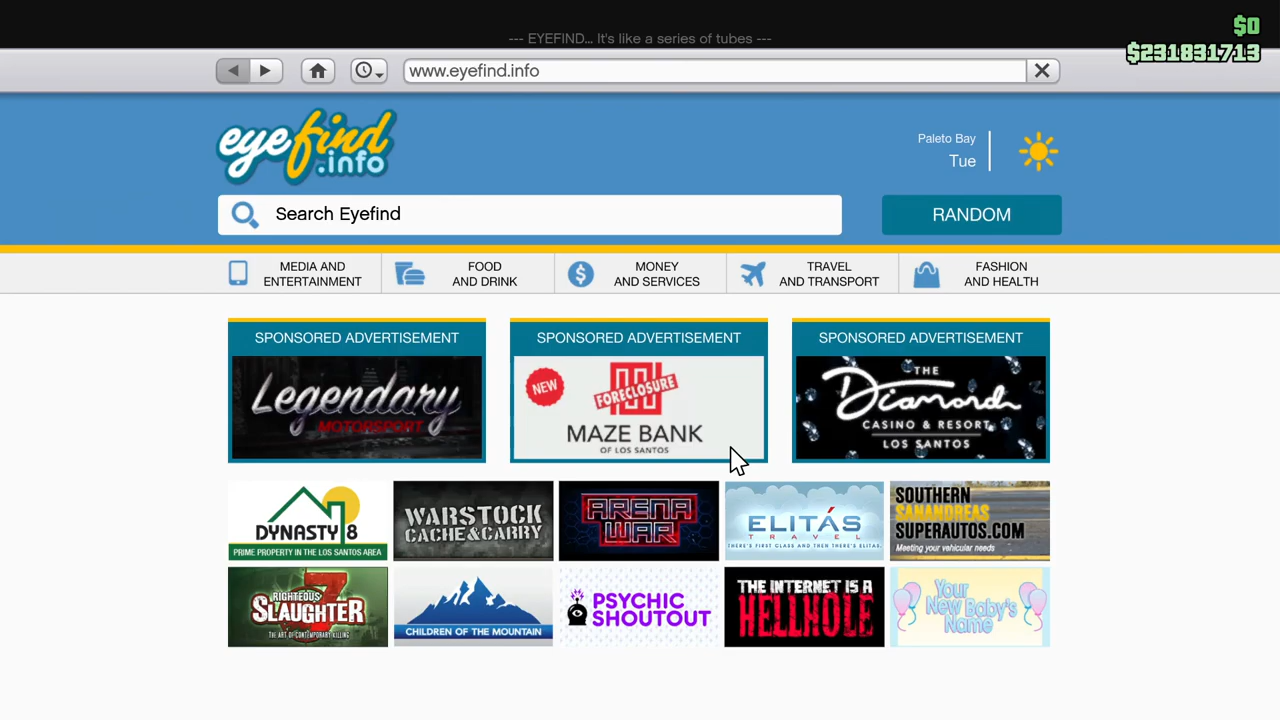 $0
--- EYEFIND... It's like a series of tubes ---
$231831713
www.eyefind.info
eyefind
.info
Paleto Bay
Tue
Search Eyefind
RANDOM
MEDIA AND
ENTERTAINMENT
FOOD
AND DRINK
MONEY
AND SERVICES
TRAVEL
AND TRANSPORT
FASHION
AND HEALTH
SPONSORED ADVERTISEMENT
Legendary
MOTORSPORT
SPONSORED ADVERTISEMENT
NEW
FORECLOSURE
MAZE BANK
OF LOS SANTOS
SPONSORED ADVERTISEMENT
THE
Diamond
CASINO & RESORT
LOS SANTOS
DYNASTY 8
PRIME PROPERTY IN THE LOS SANTOS AREA
WARSTOCK
CACHE&CARRY
ARENA
WAR
ELITÁS
TRAVEL
THERE'S FIRST CLASS AND THEN THERE'S ELITAS.
SOUTHERN
SANANDREAS
SUPERAUTOS.COM
Meeting your vehicular needs
RIGHTEOUS
SLAUGHTER
7
THE ART OF CONTEMPORARY KILLING
CHILDREN OF THE MOUNTAIN
PSYCHIC
SHOUTOUT
THE INTERNET IS A
HELLHOLE
Your
New Baby's
Name